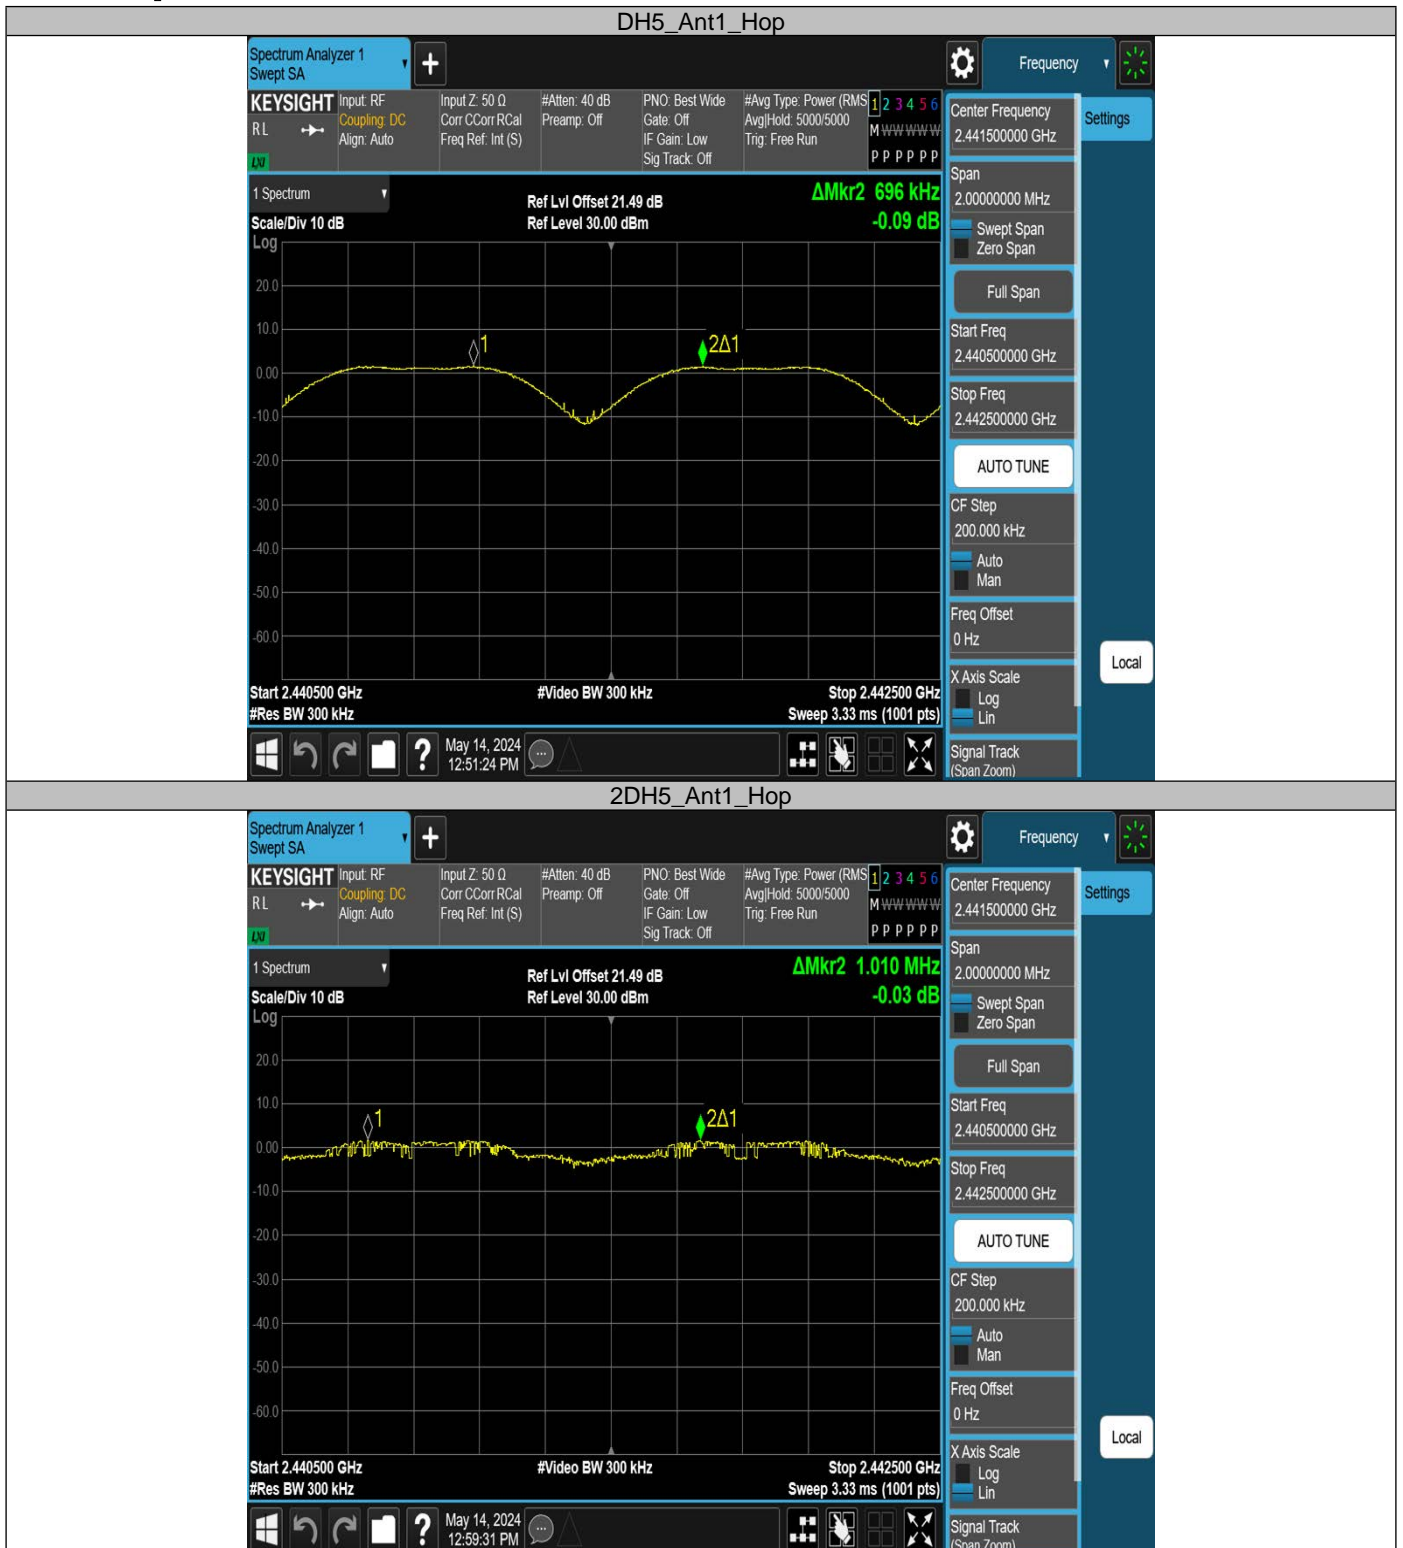 DH5_Ant1_Hop
Spectrum Analyzer 1
Swept SA
+
Frequency
KEYSIGHT
RL
LXI
Input: RF
Coupling: DC
Align: Auto
Input Z: 50 Ω
Corr CCorr RCal
Freq Ref: Int (S)
#Atten: 40 dB
Preamp: Off
PNO: Best Wide
Gate: Off
IF Gain: Low
Sig Track: Off
#Avg Type: Power (RMS
Avg|Hold: 5000/5000
Trig: Free Run
1 2 3 4 5 6
M W W W W W
P P P P P P
Center Frequency
2.441500000 GHz
Settings
Span
2.00000000 MHz
Swept Span
Zero Span
Full Span
Start Freq
2.440500000 GHz
Stop Freq
2.442500000 GHz
AUTO TUNE
CF Step
200.000 kHz
Auto
Man
Freq Offset
0 Hz
X Axis Scale
Log
Lin
Signal Track
(Span Zoom)
Local
1 Spectrum
Scale/Div 10 dB
Log
Ref Lvl Offset 21.49 dB
Ref Level 30.00 dBm
ΔMkr2 696 kHz
-0.09 dB
20.0
10.0
0.00
-10.0
-20.0
-30.0
-40.0
-50.0
-60.0
1
2Δ1
Start 2.440500 GHz
#Res BW 300 kHz
#Video BW 300 kHz
Stop 2.442500 GHz
Sweep 3.33 ms (1001 pts)
?
May 14, 2024
12:51:24 PM
2DH5_Ant1_Hop
Spectrum Analyzer 1
Swept SA
+
Frequency
KEYSIGHT
RL
LXI
Input: RF
Coupling: DC
Align: Auto
Input Z: 50 Ω
Corr CCorr RCal
Freq Ref: Int (S)
#Atten: 40 dB
Preamp: Off
PNO: Best Wide
Gate: Off
IF Gain: Low
Sig Track: Off
#Avg Type: Power (RMS
Avg|Hold: 5000/5000
Trig: Free Run
1 2 3 4 5 6
M W W W W W
P P P P P P
Center Frequency
2.441500000 GHz
Settings
Span
2.00000000 MHz
Swept Span
Zero Span
Full Span
Start Freq
2.440500000 GHz
Stop Freq
2.442500000 GHz
AUTO TUNE
CF Step
200.000 kHz
Auto
Man
Freq Offset
0 Hz
X Axis Scale
Log
Lin
Signal Track
(Span Zoom)
Local
1 Spectrum
Scale/Div 10 dB
Log
Ref Lvl Offset 21.49 dB
Ref Level 30.00 dBm
ΔMkr2 1.010 MHz
-0.03 dB
20.0
10.0
0.00
-10.0
-20.0
-30.0
-40.0
-50.0
-60.0
1
2Δ1
Start 2.440500 GHz
#Res BW 300 kHz
#Video BW 300 kHz
Stop 2.442500 GHz
Sweep 3.33 ms (1001 pts)
?
May 14, 2024
12:59:31 PM